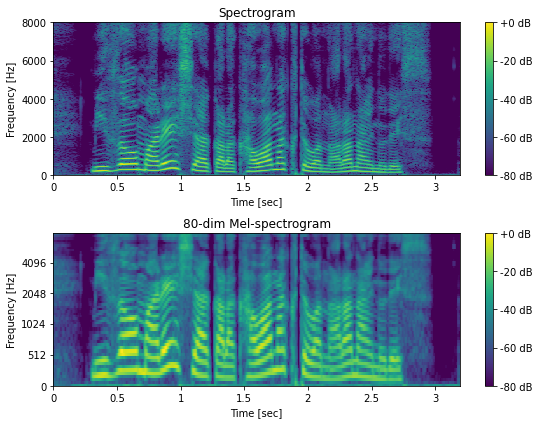 Spectrogram
Frequency [Hz]
8000
6000
4000
2000
0
0
0.5
1
1.5
2
2.5
3
Time [sec]
+0 dB
-20 dB
-40 dB
-60 dB
-80 dB
80-dim Mel-spectrogram
Frequency [Hz]
4096
2048
1024
512
0
0
0.5
1
1.5
2
2.5
3
Time [sec]
+0 dB
-20 dB
-40 dB
-60 dB
-80 dB